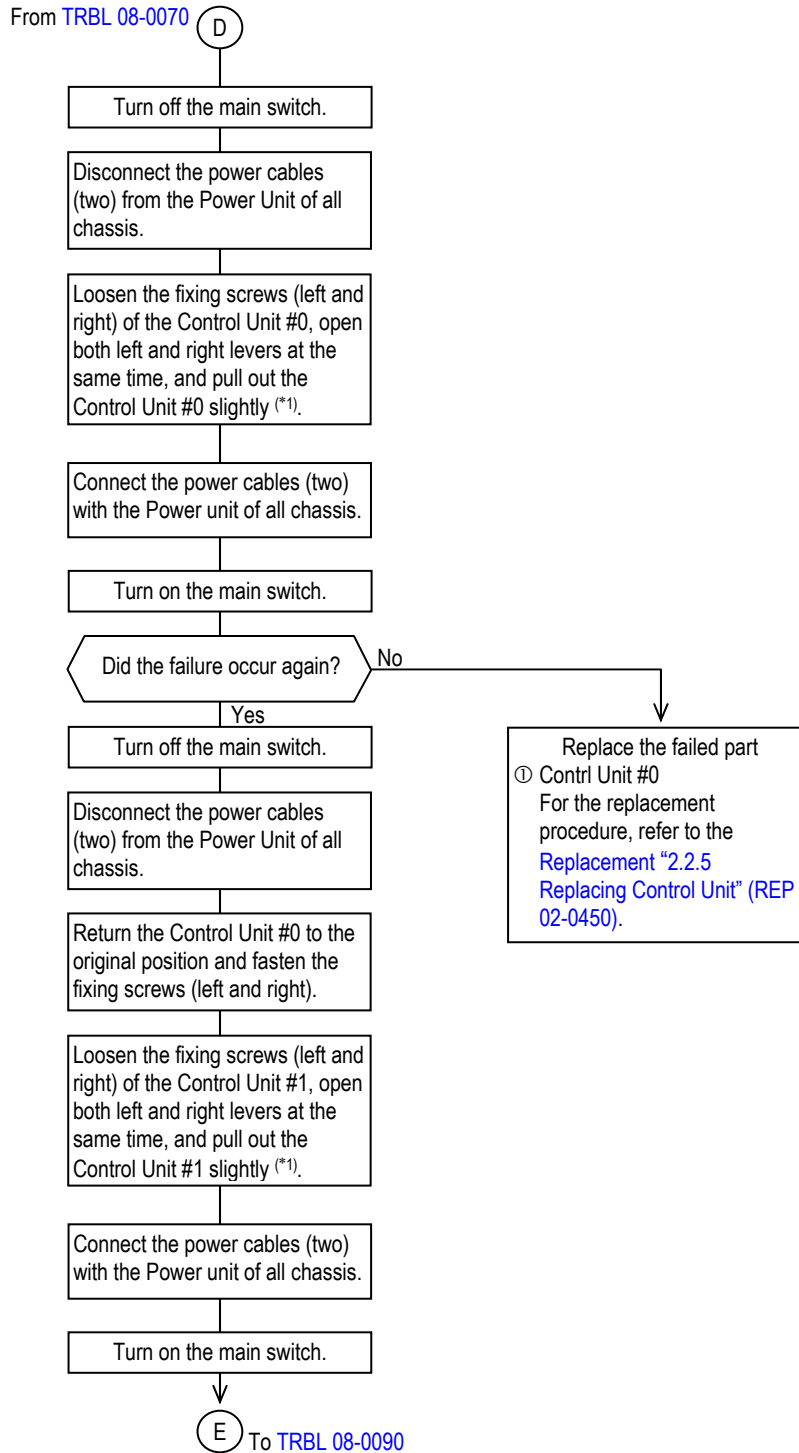 From TRBL 08-0070
D
Turn off the main switch.
Disconnect the power cables
(two) from the Power Unit of all
chassis.
Loosen the fixing screws (left and
right) of the Control Unit #0, open
both left and right levers at the
same time, and pull out the
Control Unit #0 slightly (*1).
Connect the power cables (two)
with the Power unit of all chassis.
Turn on the main switch.
Did the failure occur again?
No
Yes
Replace the failed part
① Contrl Unit #0
For the replacement
procedure, refer to the
Replacement “2.2.5
Replacing Control Unit” (REP
02-0450).
Turn off the main switch.
Disconnect the power cables
(two) from the Power Unit of all
chassis.
Return the Control Unit #0 to the
original position and fasten the
fixing screws (left and right).
Loosen the fixing screws (left and
right) of the Control Unit #1, open
both left and right levers at the
same time, and pull out the
Control Unit #1 slightly (*1).
Connect the power cables (two)
with the Power unit of all chassis.
Turn on the main switch.
E
To TRBL 08-0090